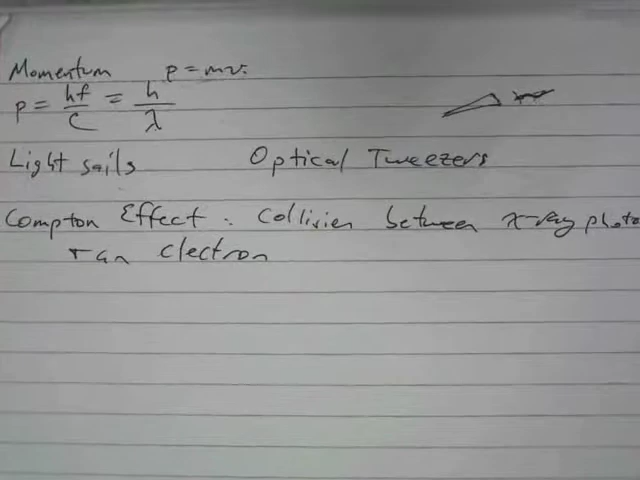 Momentum p = mv.
p = hf/c = h/λ
Light sails Optical Tweezers
Compton Effect: Collision between x-ray photo
+ an electron